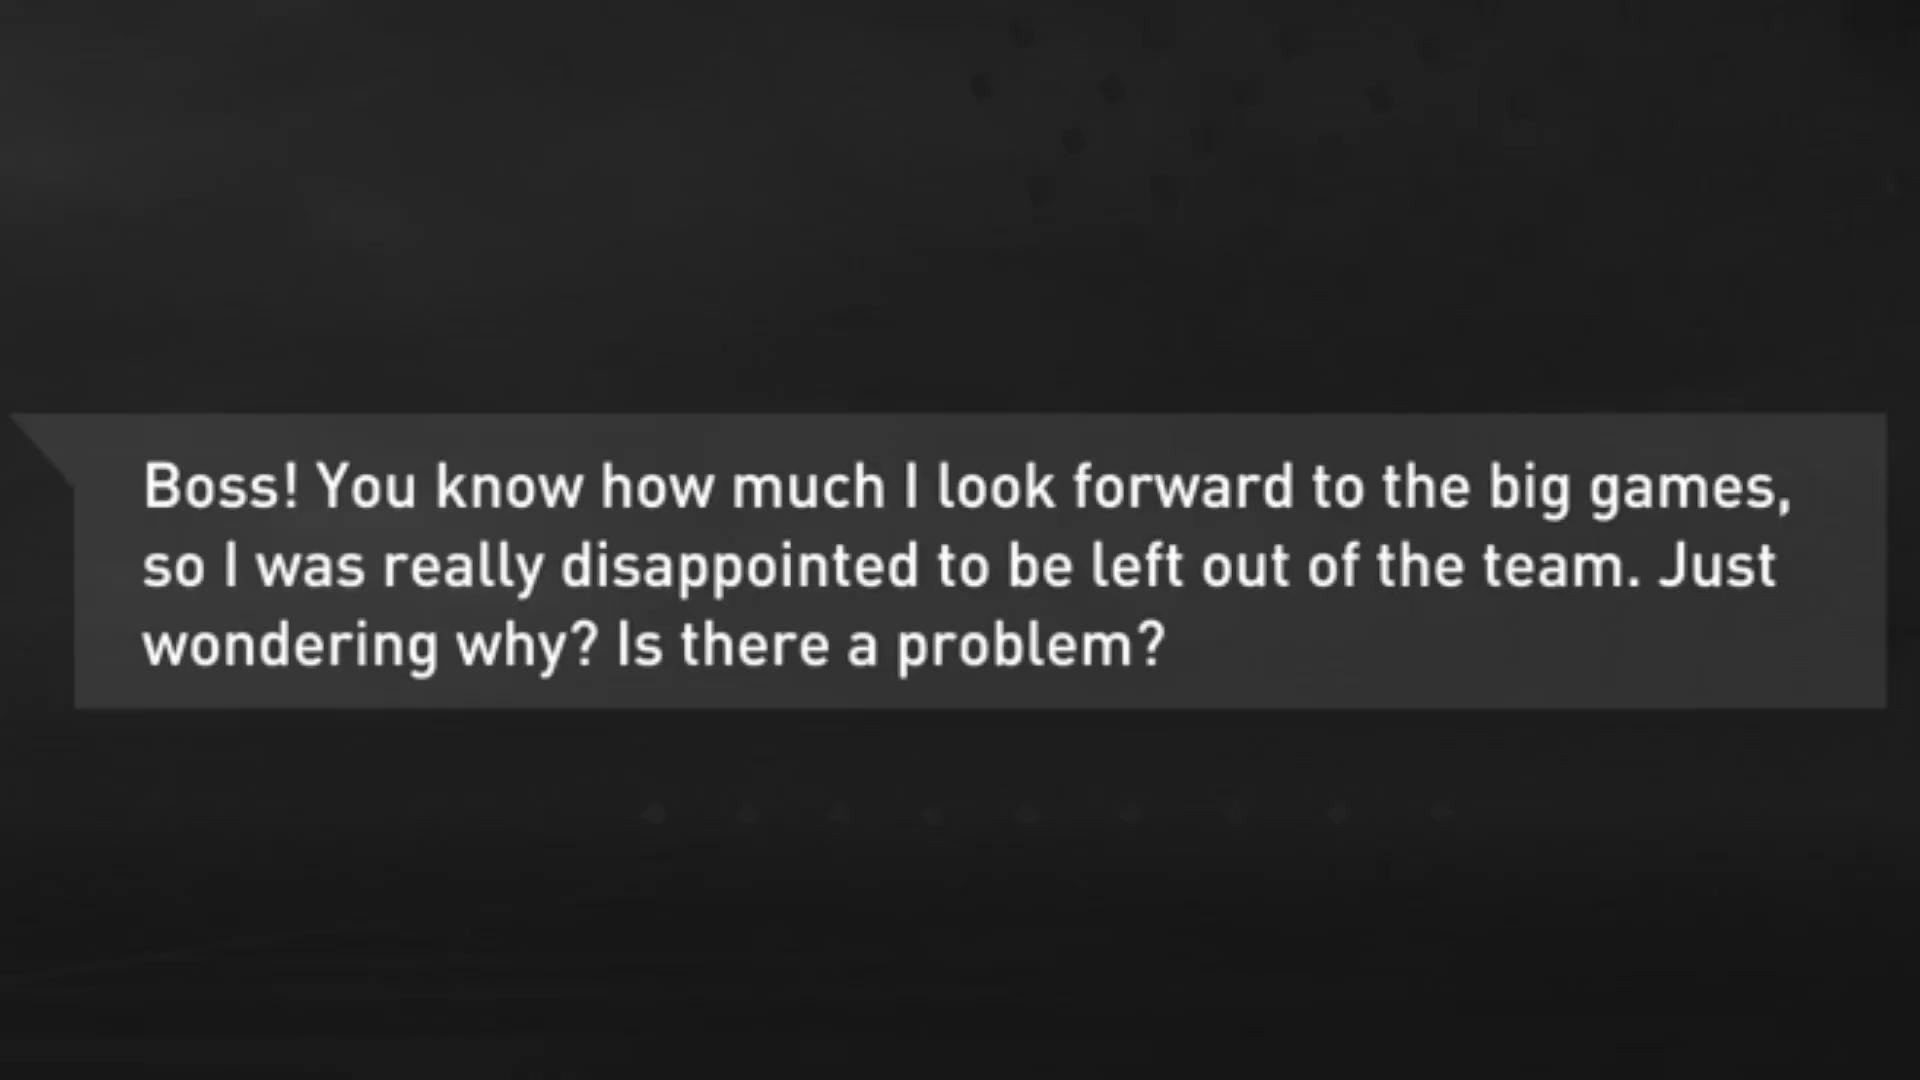 Boss! You know how much I look forward to the big games,
so I was really disappointed to be left out of the team. Just
wondering why? Is there a problem?